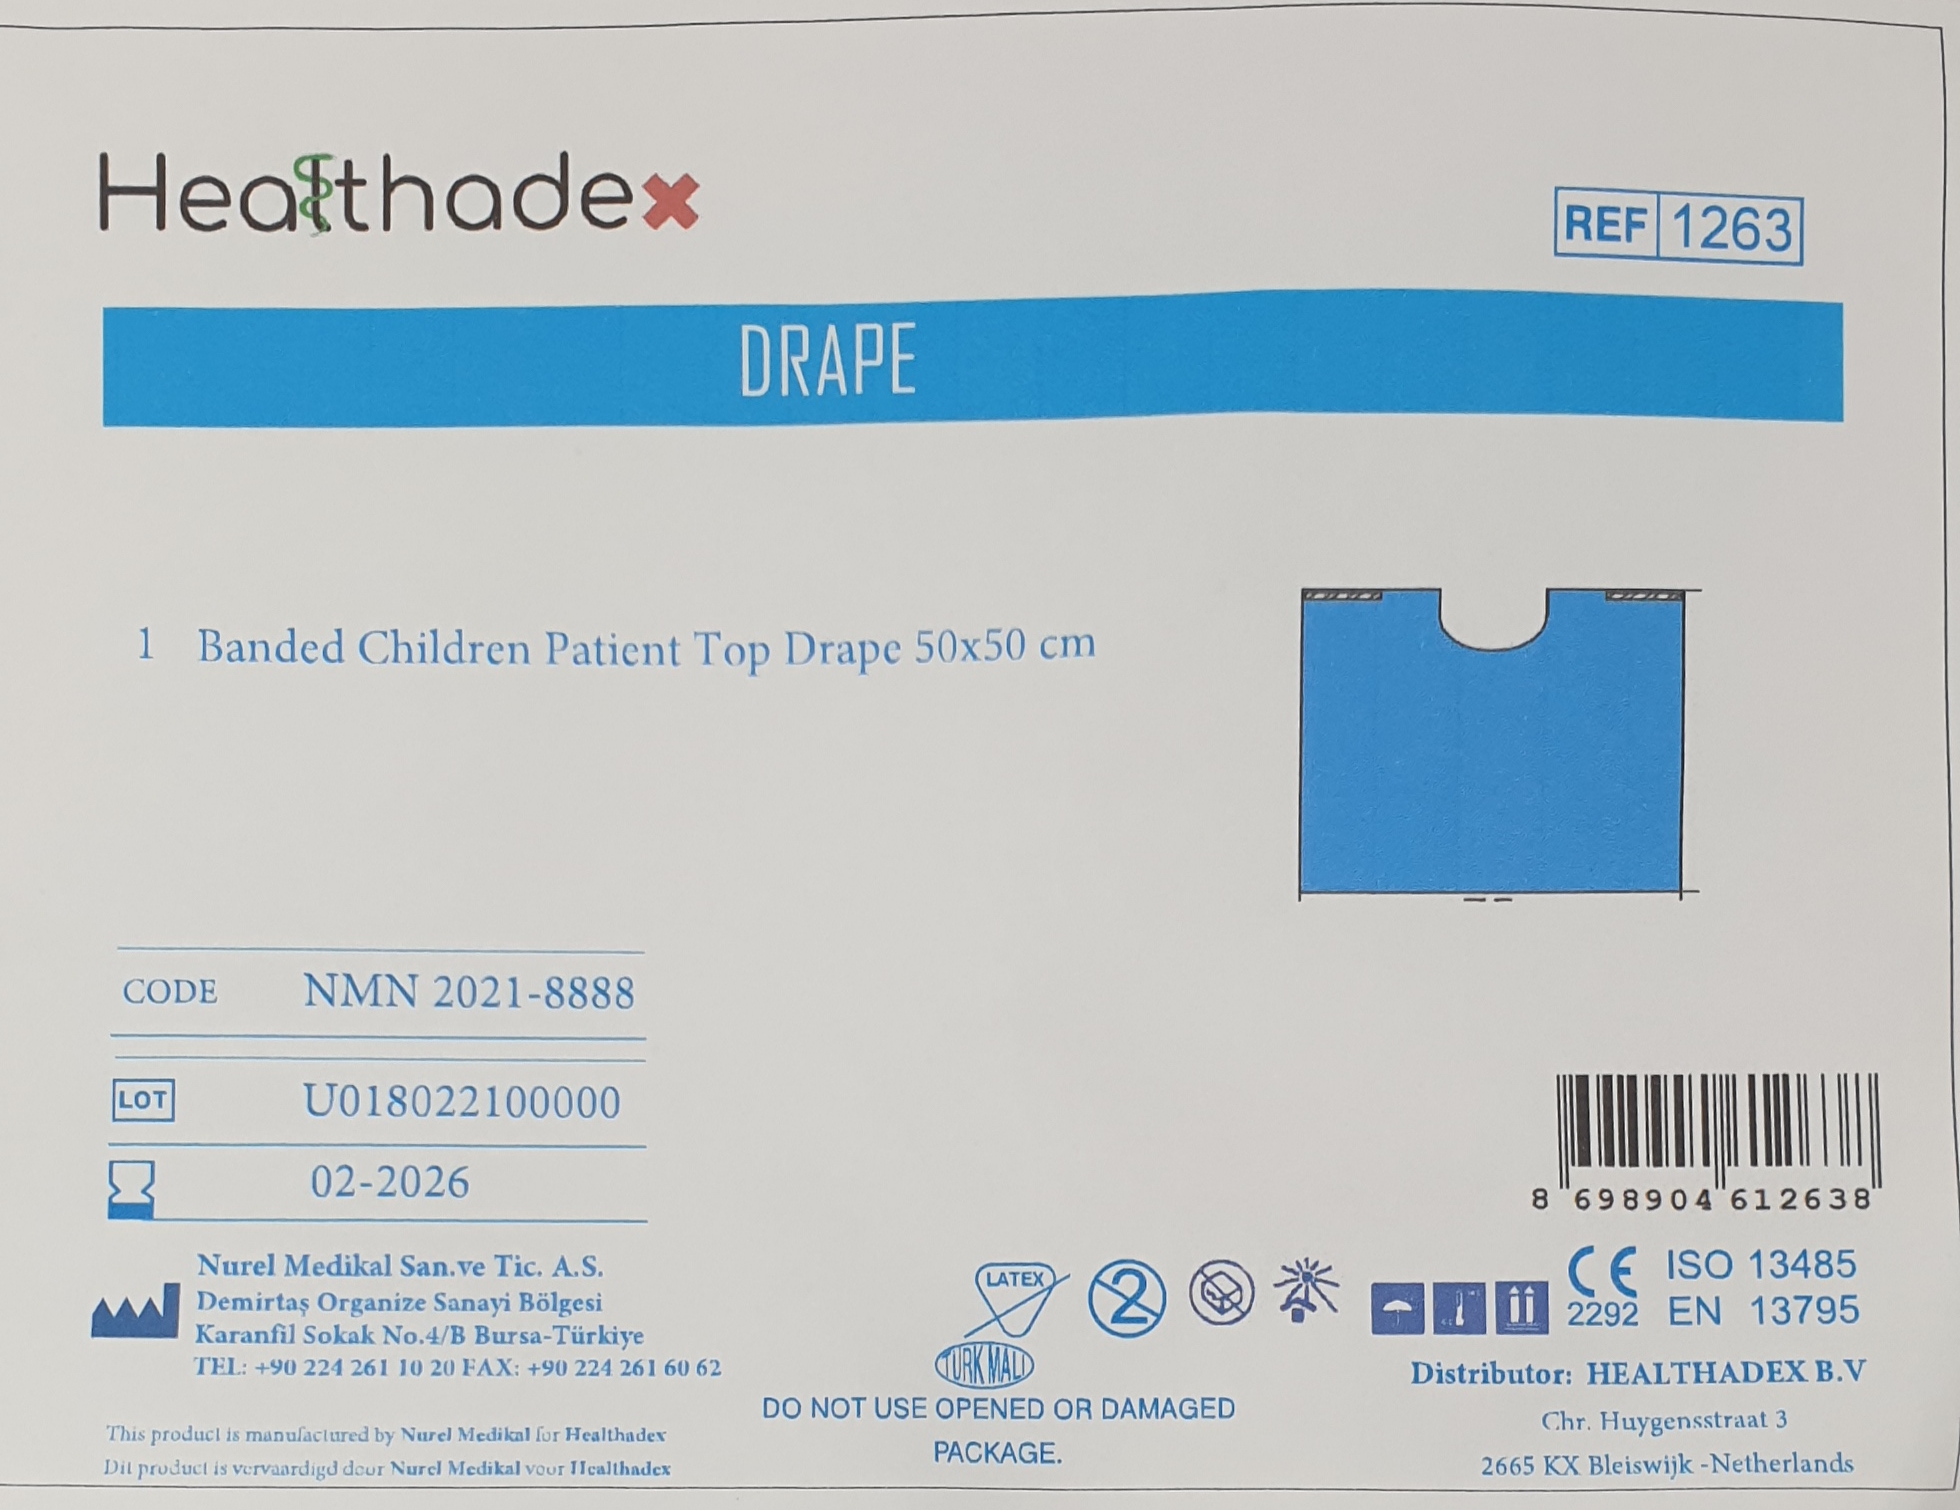 Healthadex
REF 1263
DRAPE
1 Banded Children Patient Top Drape 50x50 cm
CODE NMN 2021-8888
LOT U018022100000
02-2026
Nurel Medikal San.ve Tic. A.S.
Demirtaş Organize Sanayi Bölgesi
Karanfil Sokak No.4/B Bursa-Türkiye
TEL: +90 224 261 10 20 FAX: +90 224 261 60 62
This product is manufactured by Nurel Medikal for Healthadex
Dit product is vervaardigd door Nurel Medikal voor Healthadex
LATEX
2
TURK MALI
DO NOT USE OPENED OR DAMAGED
PACKAGE.
8 698904 612638
CE ISO 13485
2292 EN 13795
Distributor: HEALTHADEX B.V
Chr. Huygensstraat 3
2665 KX Bleiswijk -Netherlands